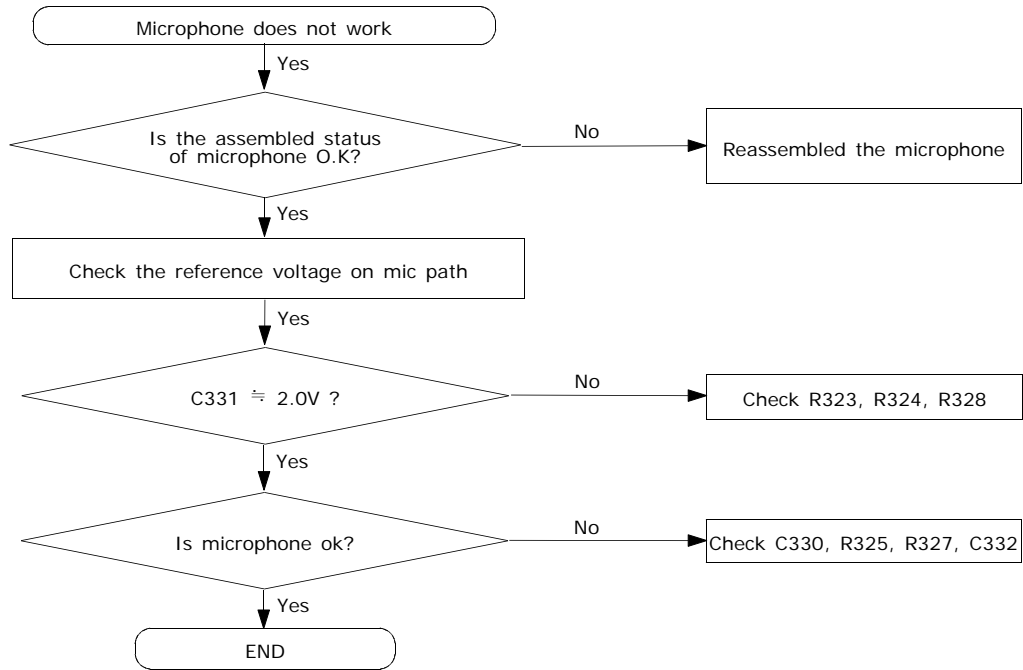 Microphone does not work
Yes
Is the assembled status
of microphone O.K?
No
Reassembled the microphone
Yes
Check the reference voltage on mic path
Yes
C331 ≒ 2.0V ?
No
Check R323, R324, R328
Yes
Is microphone ok?
No
Check C330, R325, R327, C332
Yes
END